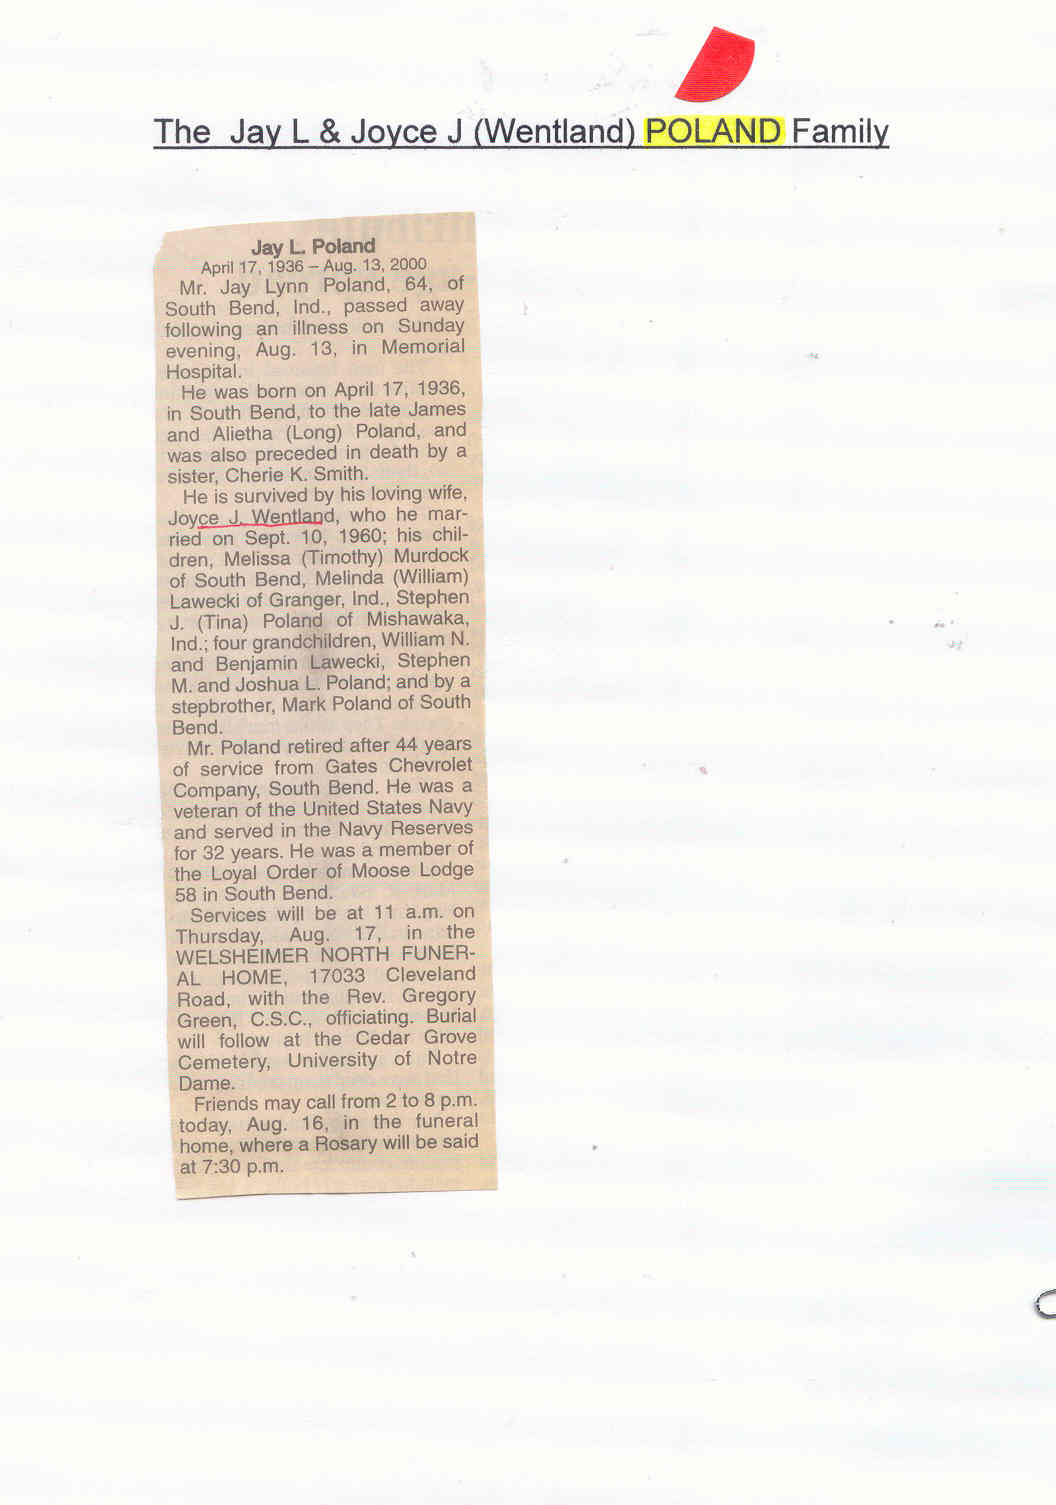 The Jay L & Joyce J (Wentland) POLAND Family
Jay L. Poland
April 17, 1936 – Aug. 13, 2000
Mr. Jay Lynn Poland, 64, of
South Bend, Ind., passed away
following an illness on Sunday
evening, Aug. 13, in Memorial
Hospital.
He was born on April 17, 1936,
in South Bend, to the late James
and Alietha (Long) Poland, and
was also preceded in death by a
sister, Cherie K. Smith.
He is survived by his loving wife,
Joyce J. Wentland, who he mar-
ried on Sept. 10, 1960; his chil-
dren, Melissa (Timothy) Murdock
of South Bend, Melinda (William)
Lawecki of Granger, Ind., Stephen
J. (Tina) Poland of Mishawaka,
Ind.; four grandchildren, William N.
and Benjamin Lawecki, Stephen
M. and Joshua L. Poland; and by a
stepbrother, Mark Poland of South
Bend.
Mr. Poland retired after 44 years
of service from Gates Chevrolet
Company, South Bend. He was a
veteran of the United States Navy
and served in the Navy Reserves
for 32 years. He was a member of
the Loyal Order of Moose Lodge
58 in South Bend.
Services will be at 11 a.m. on
Thursday, Aug. 17, in the
WELSHEIMER NORTH FUNER-
AL HOME, 17033 Cleveland
Road, with the Rev. Gregory
Green, C.S.C., officiating. Burial
will follow at the Cedar Grove
Cemetery, University of Notre
Dame.
Friends may call from 2 to 8 p.m.
today, Aug. 16, in the funeral
home, where a Rosary will be said
at 7:30 p.m.